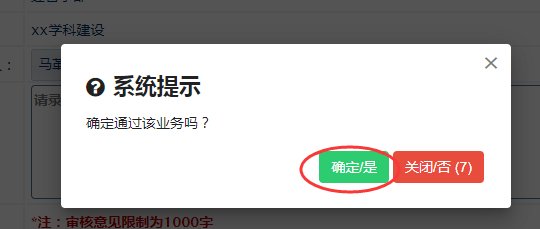 XX学科建设
马革
请录
系统提示
确定通过该业务吗？
确定/是 关闭/否 (7)
*注：审核意见限制为1000字